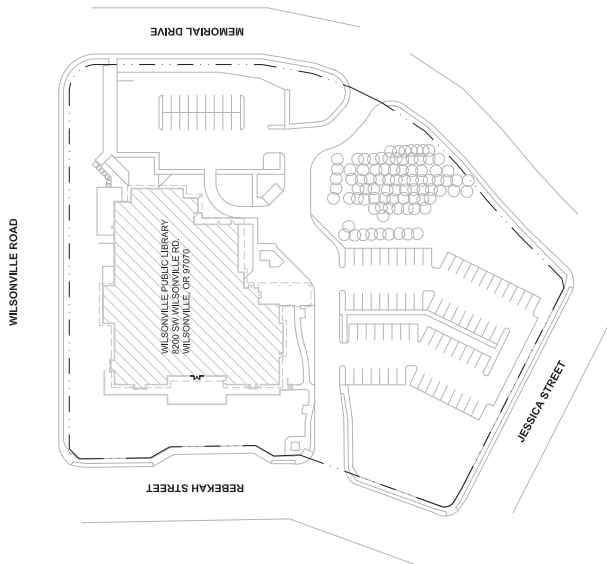 MEMORIAL DRIVE
WILSONVILLE ROAD
WILSONVILLE PUBLIC LIBRARY
8200 SW WILSONVILLE RD.
WILSONVILLE, OR 97070
JESSICA STREET
REBEKAH STREET